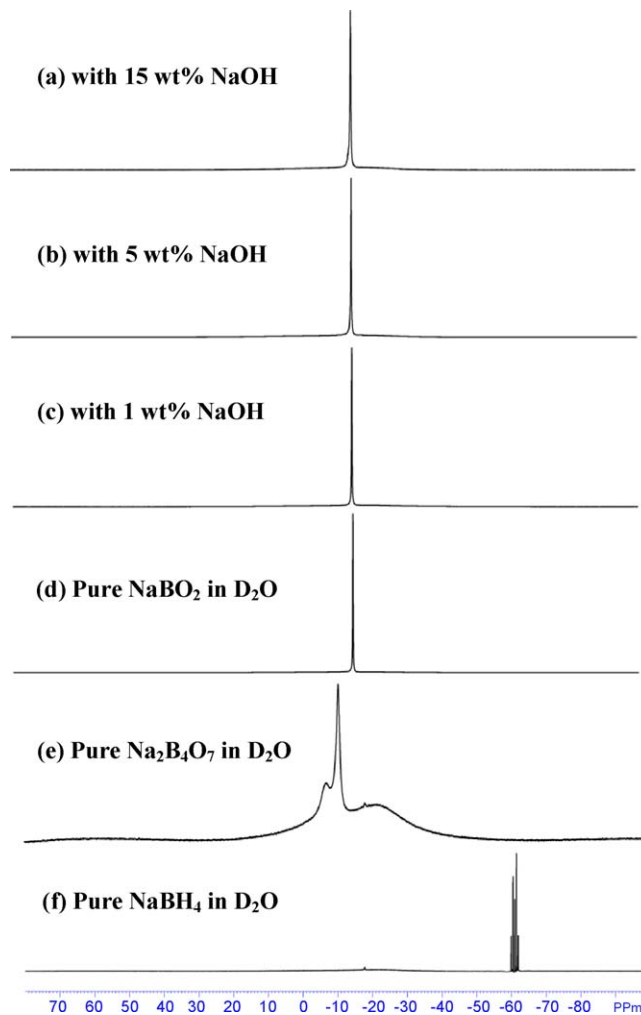 (a) with 15 wt% NaOH
(b) with 5 wt% NaOH
(c) with 1 wt% NaOH
(d) Pure NaBO₂ in D₂O
(e) Pure Na₂B₄O₇ in D₂O
(f) Pure NaBH₄ in D₂O
70 60 50 40 30 20 10 0 -10 -20 -30 -40 -50 -60 -70 -80 PPm